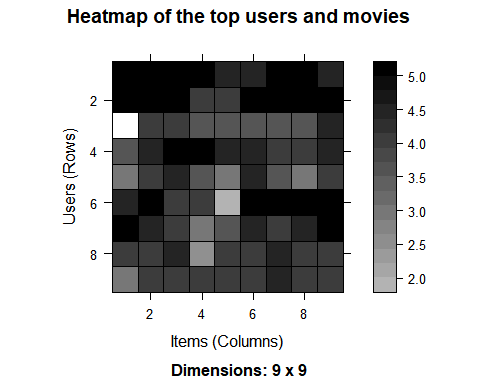 Heatmap of the top users and movies
2
4
6
8
Users (Rows)
2 4 6 8
Items (Columns)
Dimensions: 9 x 9
5.0
4.5
4.0
3.5
3.0
2.5
2.0